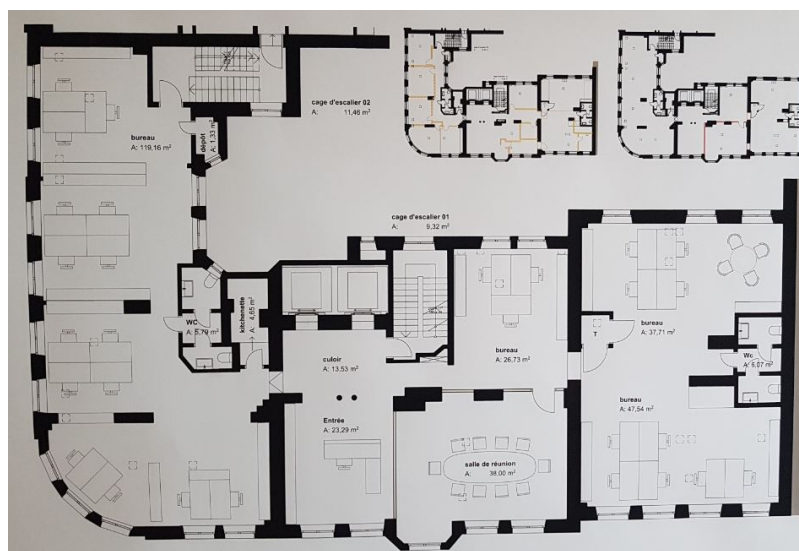 cage d'escalier 02
A: 11,46 m²
bureau
A: 119,16 m²
dépôt
A: 1,33 m²
cage d'escalier 01
A: 9,32 m²
WC
A: 5,79 m²
kitchenette
A: 4,65 m²
culoir
A: 13,53 m²
bureau
A: 26,73 m²
bureau
A: 37,71 m²
T
Wc
A: 6,07 m²
Entrée
A: 23,29 m²
bureau
A: 47,54 m²
salle de réunion
A: 38.00 m²